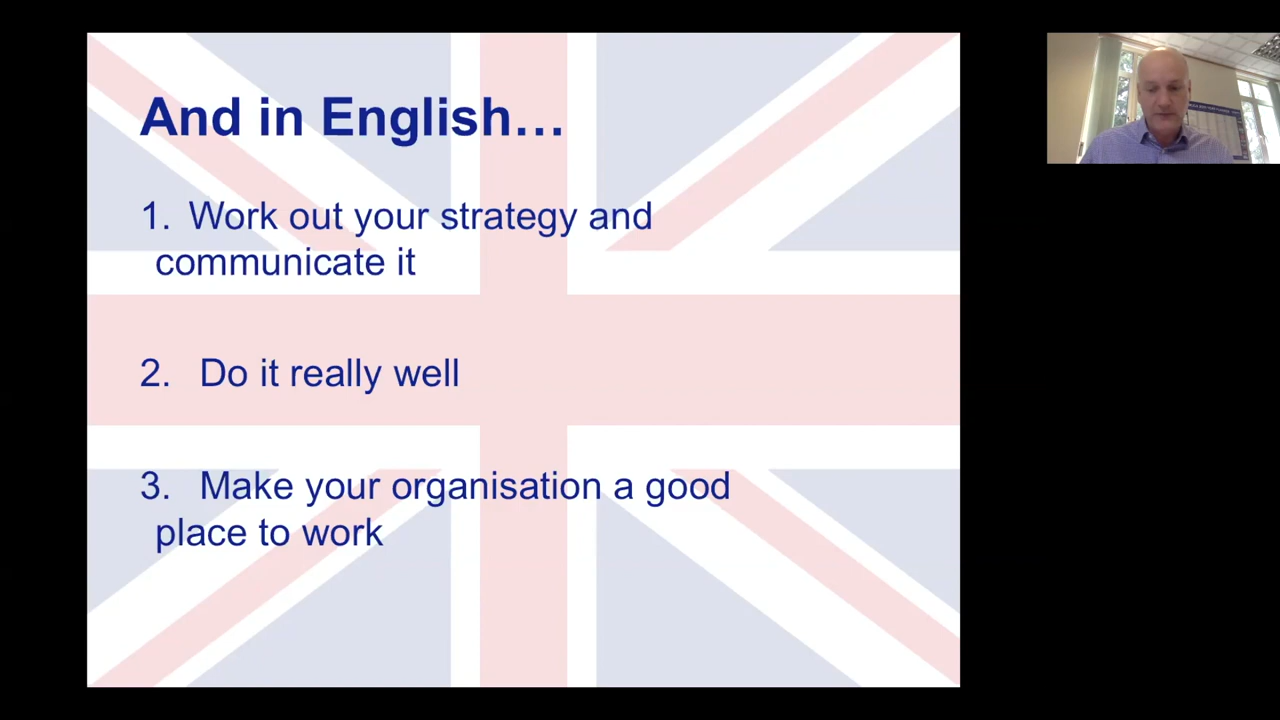 And in English…
1. Work out your strategy and
communicate it
2. Do it really well
3. Make your organisation a good
place to work